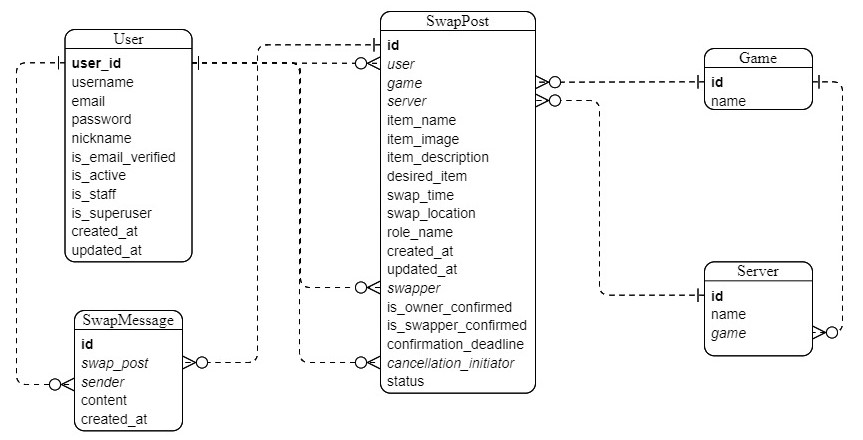 User
user_id
username
email
password
nickname
is_email_verified
is_active
is_staff
is_superuser
created_at
updated_at
SwapMessage
id
swap_post
sender
content
created_at
SwapPost
id
user
game
server
item_name
item_image
item_description
desired_item
swap_time
swap_location
role_name
created_at
updated_at
swapper
is_owner_confirmed
is_swapper_confirmed
confirmation_deadline
cancellation_initiator
status
Game
id
name
Server
id
name
game